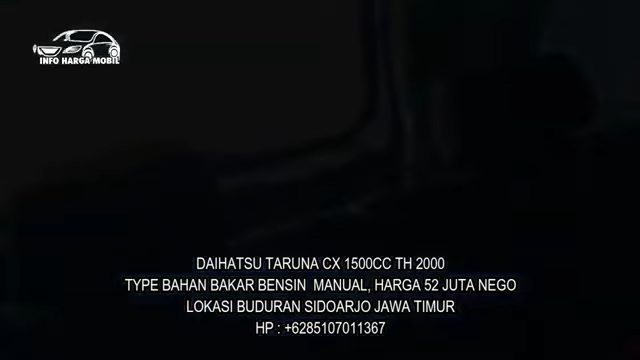 INFO HARGA MOBIL
DAIHATSU TARUNA CX 1500CC TH 2000
TYPE BAHAN BAKAR BENSIN  MANUAL, HARGA 52 JUTA NEGO
LOKASI BUDURAN SIDOARJO JAWA TIMUR
HP : +6285107011367